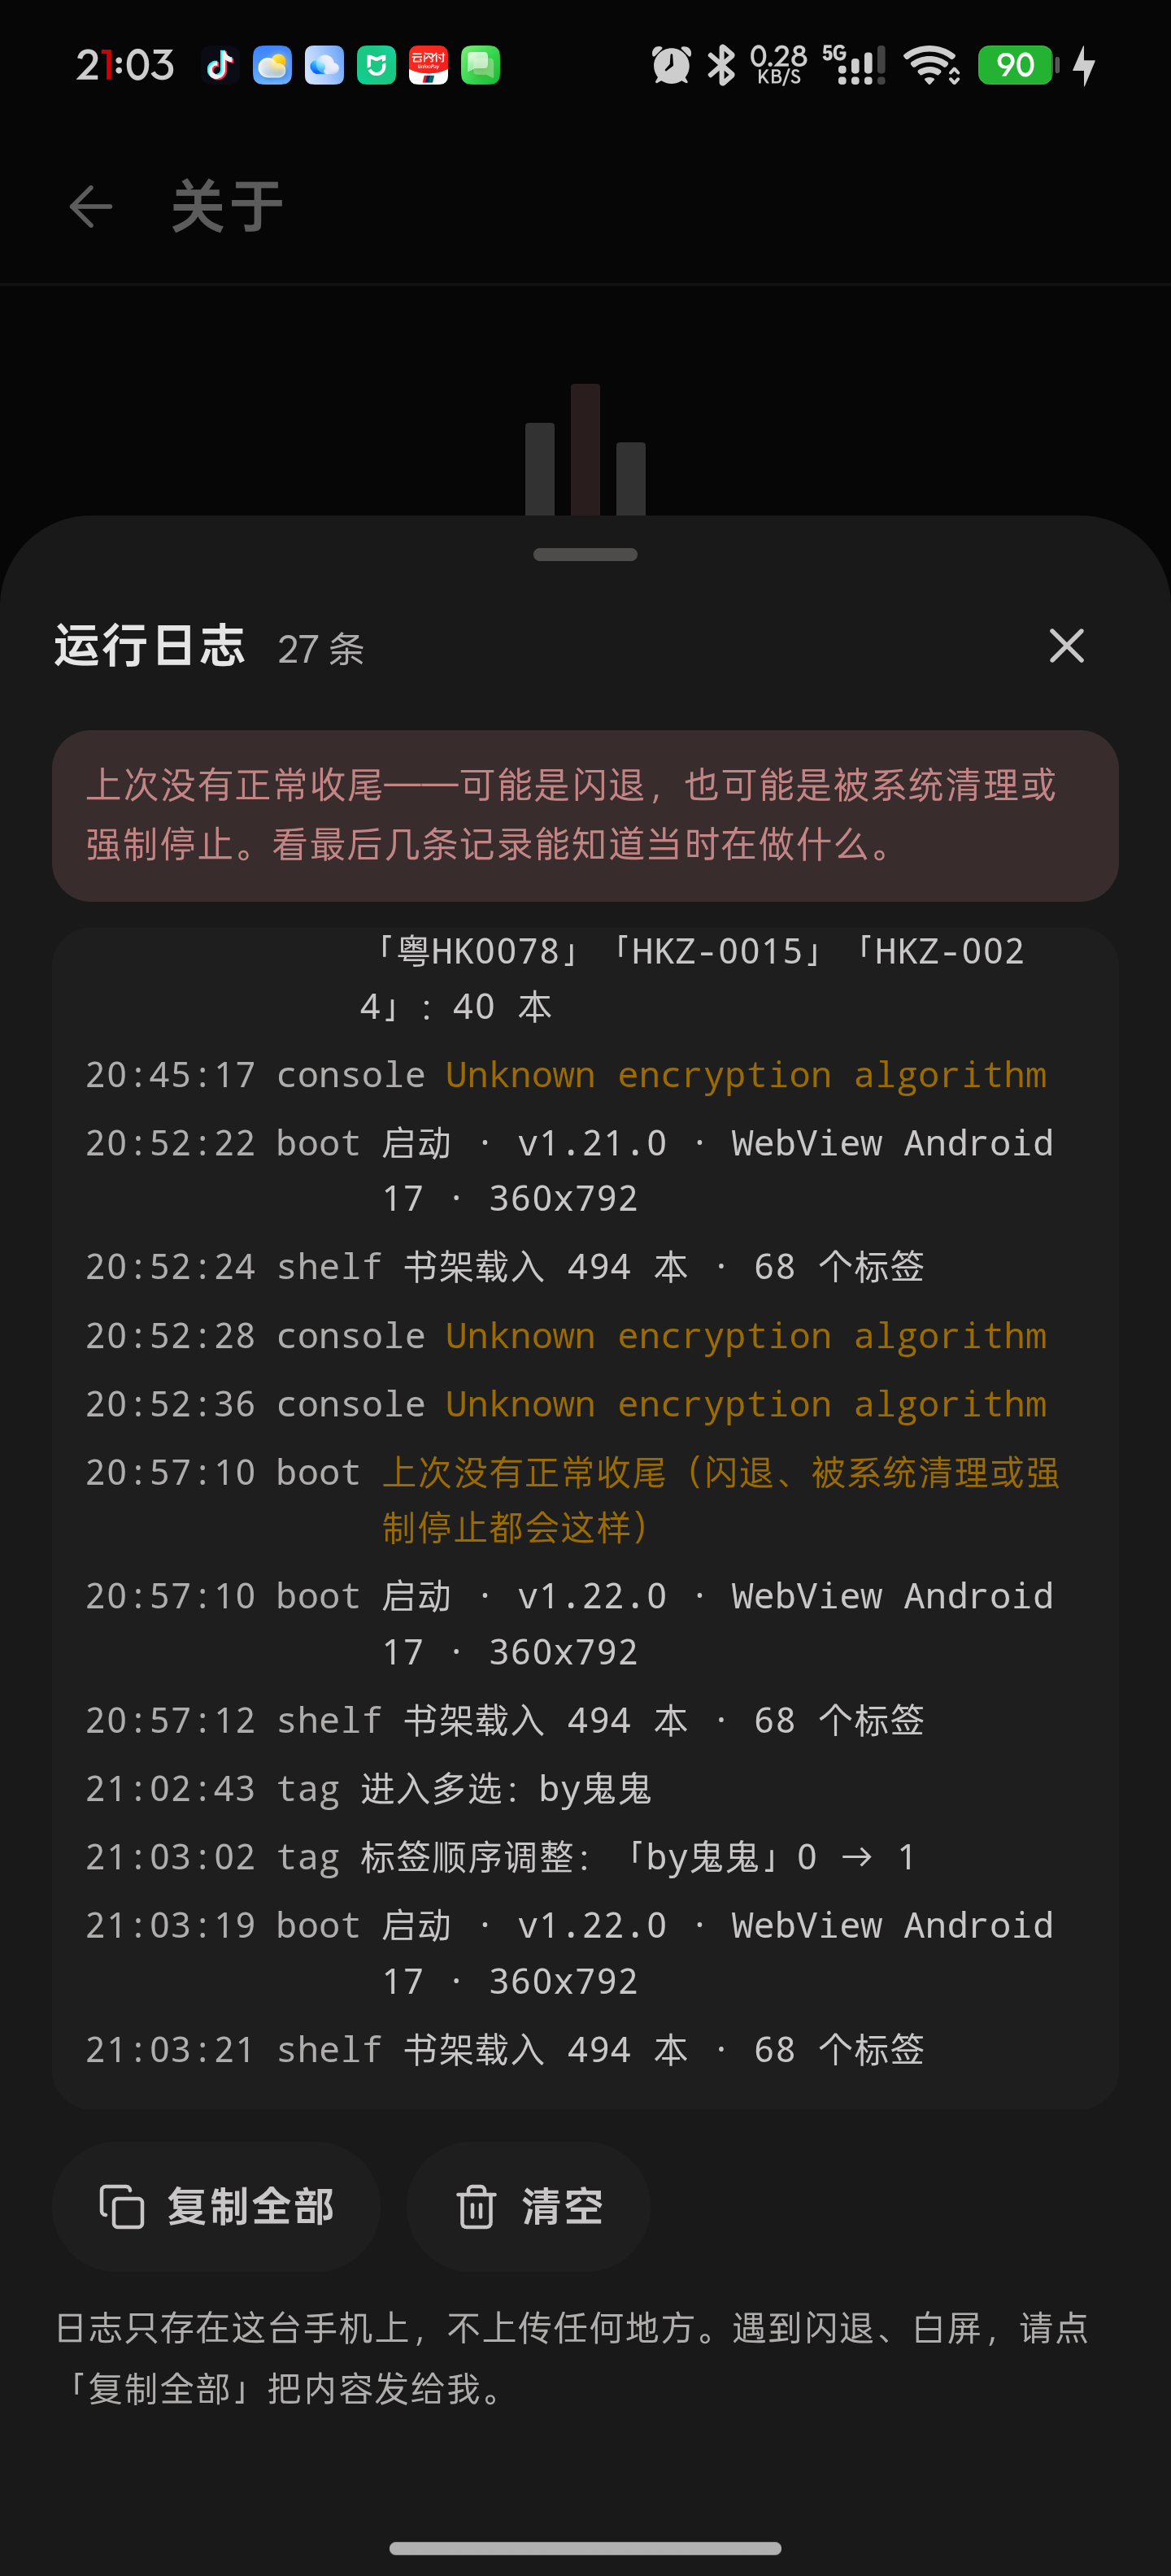 21:03
云闪付
0.28
KB/S
5G
90
关于
运行日志 27 条
上次没有正常收尾——可能是闪退，也可能是被系统清理或
强制停止。看最后几条记录能知道当时在做什么。
「粤HK0078」「HKZ-0015」「HKZ-002
4」：40 本
20:45:17 console Unknown encryption algorithm
20:52:22 boot 启动 · v1.21.0 · WebView Android
17 · 360x792
20:52:24 shelf 书架载入 494 本 · 68 个标签
20:52:28 console Unknown encryption algorithm
20:52:36 console Unknown encryption algorithm
20:57:10 boot 上次没有正常收尾（闪退、被系统清理或强
制停止都会这样）
20:57:10 boot 启动 · v1.22.0 · WebView Android
17 · 360x792
20:57:12 shelf 书架载入 494 本 · 68 个标签
21:02:43 tag 进入多选：by鬼鬼
21:03:02 tag 标签顺序调整：「by鬼鬼」0 → 1
21:03:19 boot 启动 · v1.22.0 · WebView Android
17 · 360x792
21:03:21 shelf 书架载入 494 本 · 68 个标签
复制全部 清空
日志只存在这台手机上，不上传任何地方。遇到闪退、白屏，请点
「复制全部」把内容发给我。